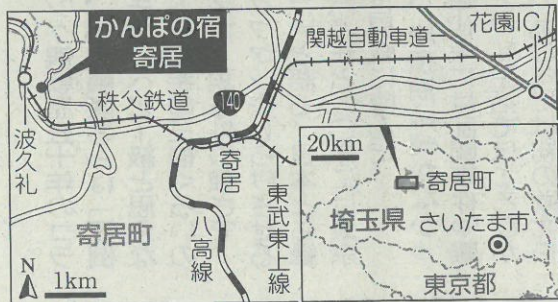 かんぽの宿
寄居
関越自動車道
花園IC
秩父鉄道
140
波久礼
寄居
東武東上線
八高線
寄居町
N
1km
20km
寄居町
埼玉県
さいたま市
東京都